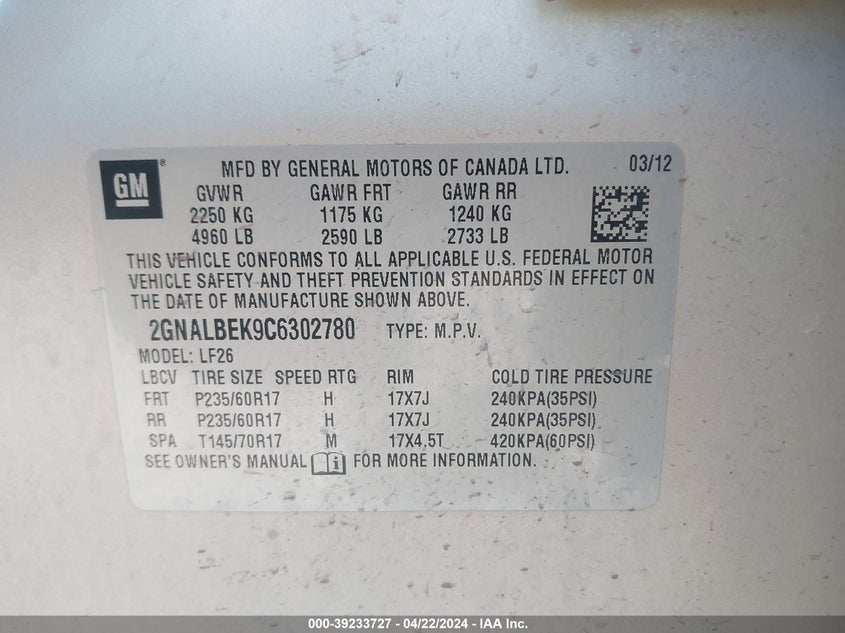 GM ® MFD BY GENERAL MOTORS OF CANADA LTD. 03/12
GVWR GAWR FRT GAWR RR
2250 KG 1175 KG 1240 KG
4960 LB 2590 LB 2733 LB
THIS VEHICLE CONFORMS TO ALL APPLICABLE U.S. FEDERAL MOTOR
VEHICLE SAFETY AND THEFT PREVENTION STANDARDS IN EFFECT ON
THE DATE OF MANUFACTURE SHOWN ABOVE.
2GNALBEK9C6302780 TYPE: M.P.V.
MODEL: LF26
LBCV TIRE SIZE SPEED RTG RIM COLD TIRE PRESSURE
FRT P235/60R17 H 17X7J 240KPA(35PSI)
RR P235/60R17 H 17X7J 240KPA(35PSI)
SPA T145/70R17 M 17X4.5T 420KPA(60PSI)
SEE OWNER'S MANUAL FOR MORE INFORMATION.
000-39233727 - 04/22/2024 - IAA Inc.